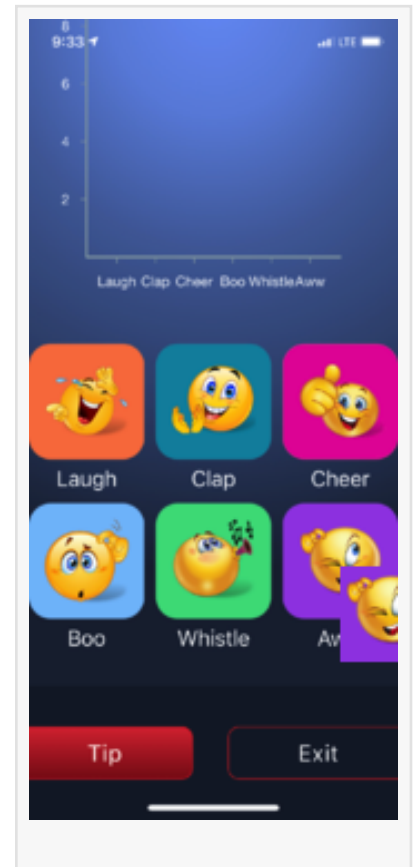 8
9:33 LTE
6
4
2
Laugh Clap Cheer Boo WhistleAww
Laugh Clap Cheer
Boo Whistle Aw
Tip Exit